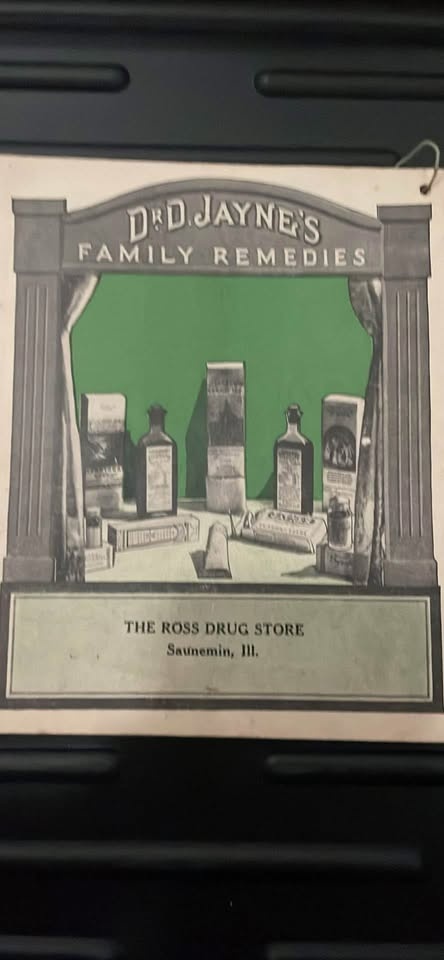 DR. D. JAYNE'S
FAMILY REMEDIES
THE ROSS DRUG STORE
Saunemin, Ill.